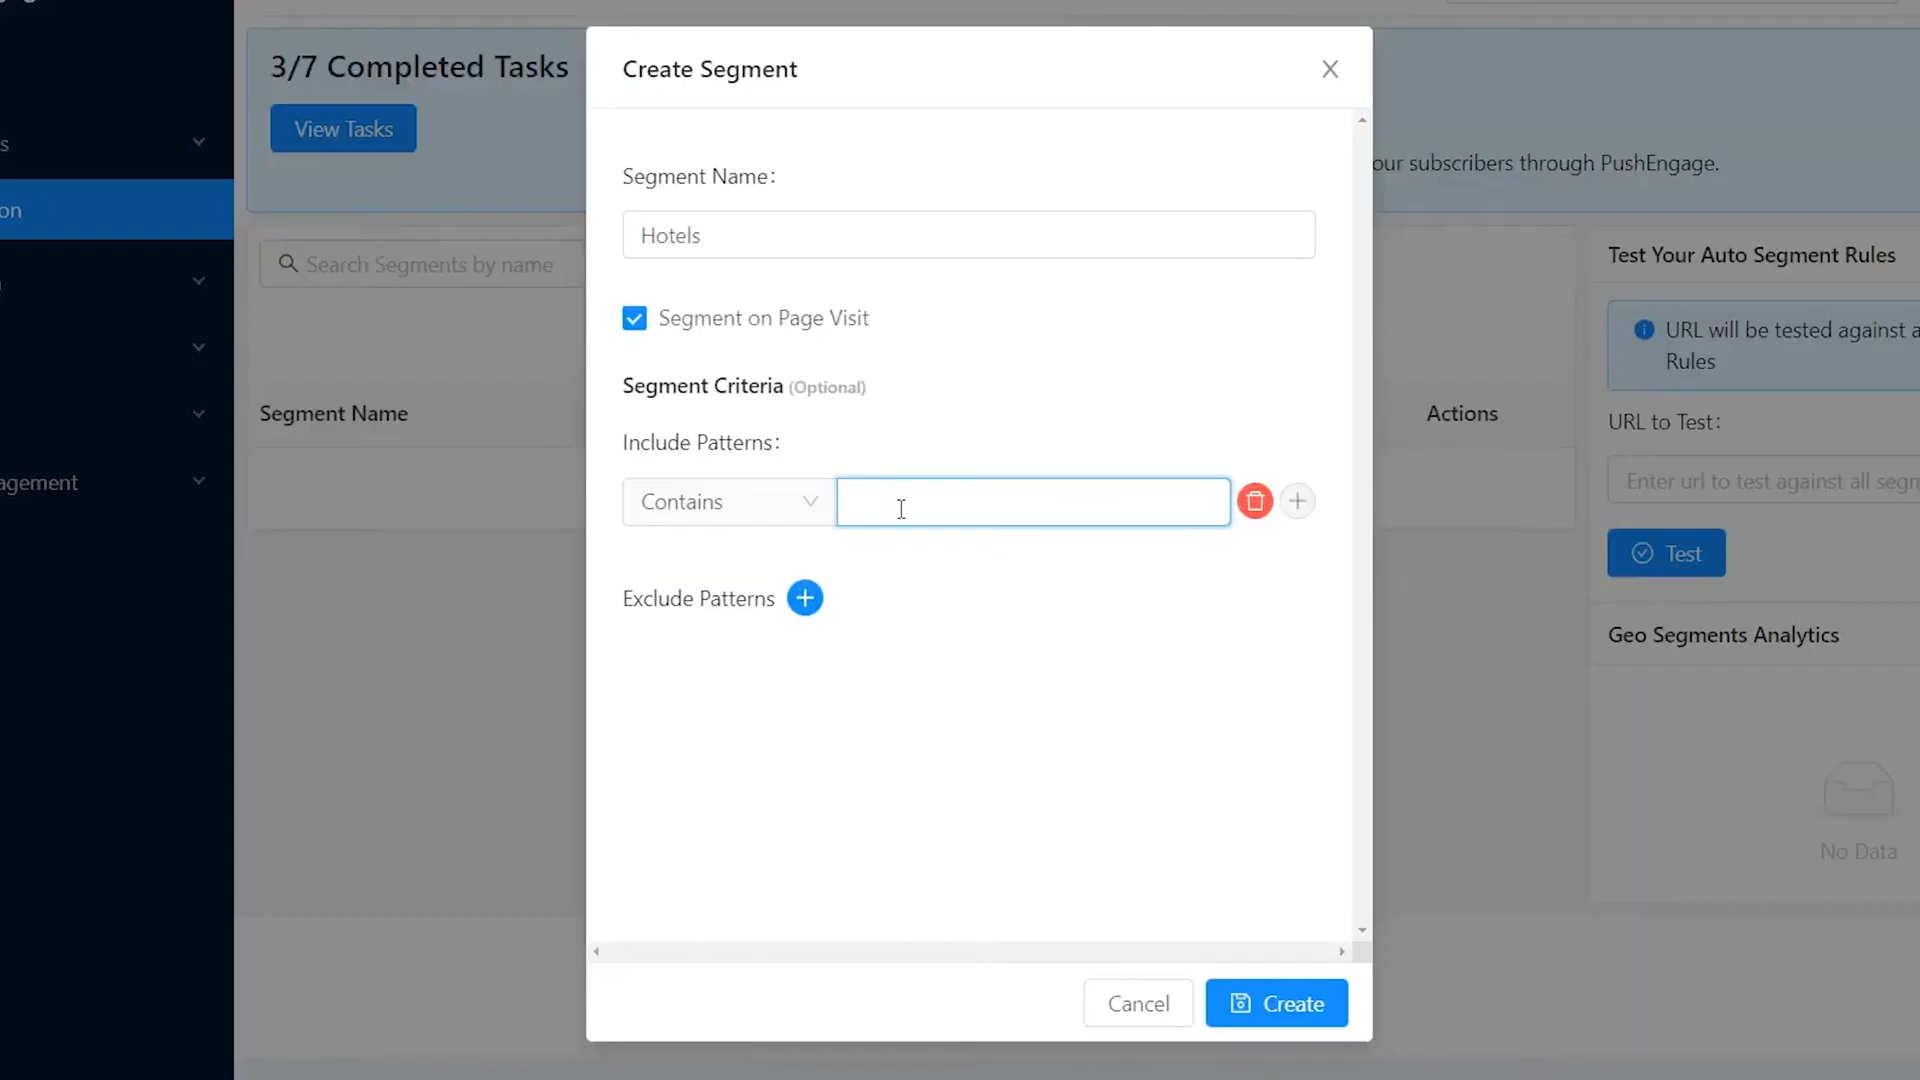 s
on
agement
3/7 Completed Tasks
View Tasks
our subscribers through PushEngage.
Search Segments by name
Segment Name
Actions
Create Segment
Segment Name:
Hotels
Segment on Page Visit
Segment Criteria (Optional)
Include Patterns:
Contains
Exclude Patterns
Cancel
Create
Test Your Auto Segment Rules
URL will be tested against a
Rules
URL to Test:
Enter url to test against all segm
Test
Geo Segments Analytics
No Data